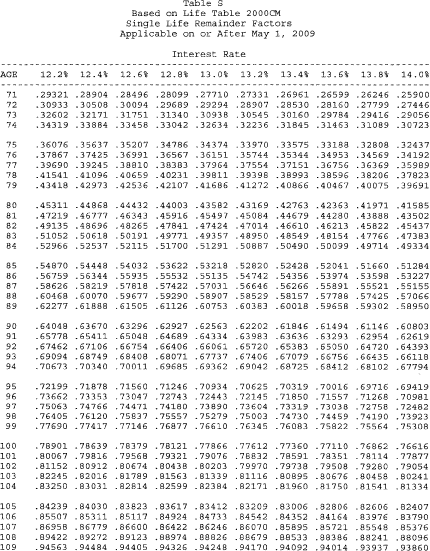 Table S
Based on Life Table 2000CM
Single Life Remainder Factors
Applicable on or After May 1, 2009
Interest Rate
AGE 12.2% 12.4% 12.6% 12.8% 13.0% 13.2% 13.4% 13.6% 13.8% 14.0%
71 .29321 .28904 .28496 .28099 .27710 .27331 .26961 .26599 .26246 .25900
72 .30933 .30508 .30094 .29689 .29294 .28907 .28530 .28160 .27799 .27446
73 .32602 .32171 .31751 .31340 .30938 .30545 .30160 .29784 .29416 .29056
74 .34319 .33884 .33458 .33042 .32634 .32236 .31845 .31463 .31089 .30723
75 .36076 .35637 .35207 .34786 .34374 .33970 .33575 .33188 .32808 .32437
76 .37867 .37425 .36991 .36567 .36151 .35744 .35344 .34953 .34569 .34192
77 .39690 .39245 .38810 .38383 .37964 .37554 .37151 .36756 .36369 .35989
78 .41541 .41096 .40659 .40231 .39811 .39398 .38993 .38596 .38206 .37823
79 .43418 .42973 .42536 .42107 .41686 .41272 .40866 .40467 .40075 .39691
80 .45311 .44868 .44432 .44003 .43582 .43169 .42763 .42363 .41971 .41585
81 .47219 .46777 .46343 .45916 .45497 .45084 .44679 .44280 .43888 .43502
82 .49135 .48696 .48265 .47841 .47424 .47014 .46610 .46213 .45822 .45437
83 .51052 .50618 .50191 .49771 .49357 .48950 .48549 .48154 .47766 .47383
84 .52966 .52537 .52115 .51700 .51291 .50887 .50490 .50099 .49714 .49334
85 .54870 .54448 .54032 .53622 .53218 .52820 .52428 .52041 .51660 .51284
86 .56759 .56344 .55935 .55532 .55135 .54742 .54356 .53974 .53598 .53227
87 .58626 .58219 .57818 .57422 .57031 .56646 .56266 .55891 .55521 .55155
88 .60468 .60070 .59677 .59290 .58907 .58529 .58157 .57788 .57425 .57066
89 .62277 .61888 .61505 .61126 .60753 .60383 .60018 .59658 .59302 .58950
90 .64048 .63670 .63296 .62927 .62563 .62202 .61846 .61494 .61146 .60803
91 .65778 .65411 .65048 .64689 .64334 .63983 .63636 .63293 .62954 .62619
92 .67462 .67106 .66754 .66406 .66061 .65720 .65383 .65050 .64720 .64393
93 .69094 .68749 .68408 .68071 .67737 .67406 .67079 .66756 .66435 .66118
94 .70673 .70340 .70011 .69685 .69362 .69042 .68725 .68412 .68102 .67794
95 .72199 .71878 .71560 .71246 .70934 .70625 .70319 .70016 .69716 .69419
96 .73662 .73353 .73047 .72743 .72443 .72145 .71850 .71557 .71268 .70981
97 .75063 .74766 .74471 .74180 .73890 .73604 .73319 .73038 .72758 .72482
98 .76405 .76120 .75837 .75557 .75279 .75003 .74730 .74459 .74190 .73923
99 .77690 .77417 .77146 .76877 .76610 .76345 .76083 .75822 .75564 .75308
100 .78901 .78639 .78379 .78121 .77866 .77612 .77360 .77110 .76862 .76616
101 .80067 .79816 .79568 .79321 .79076 .78832 .78591 .78351 .78114 .77877
102 .81152 .80912 .80674 .80438 .80203 .79970 .79738 .79508 .79280 .79054
103 .82245 .82016 .81789 .81563 .81339 .81116 .80895 .80676 .80458 .80241
104 .83250 .83031 .82814 .82599 .82384 .82171 .81960 .81750 .81541 .81334
105 .84239 .84030 .83823 .83617 .83412 .83209 .83006 .82806 .82606 .82407
106 .85507 .85311 .85117 .84924 .84733 .84542 .84352 .84164 .83976 .83790
107 .86958 .86779 .86600 .86422 .86246 .86070 .85895 .85721 .85548 .85376
108 .89422 .89272 .89123 .88974 .88826 .88679 .88533 .88386 .88241 .88096
109 .94563 .94484 .94405 .94326 .94248 .94170 .94092 .94014 .93937 .93860